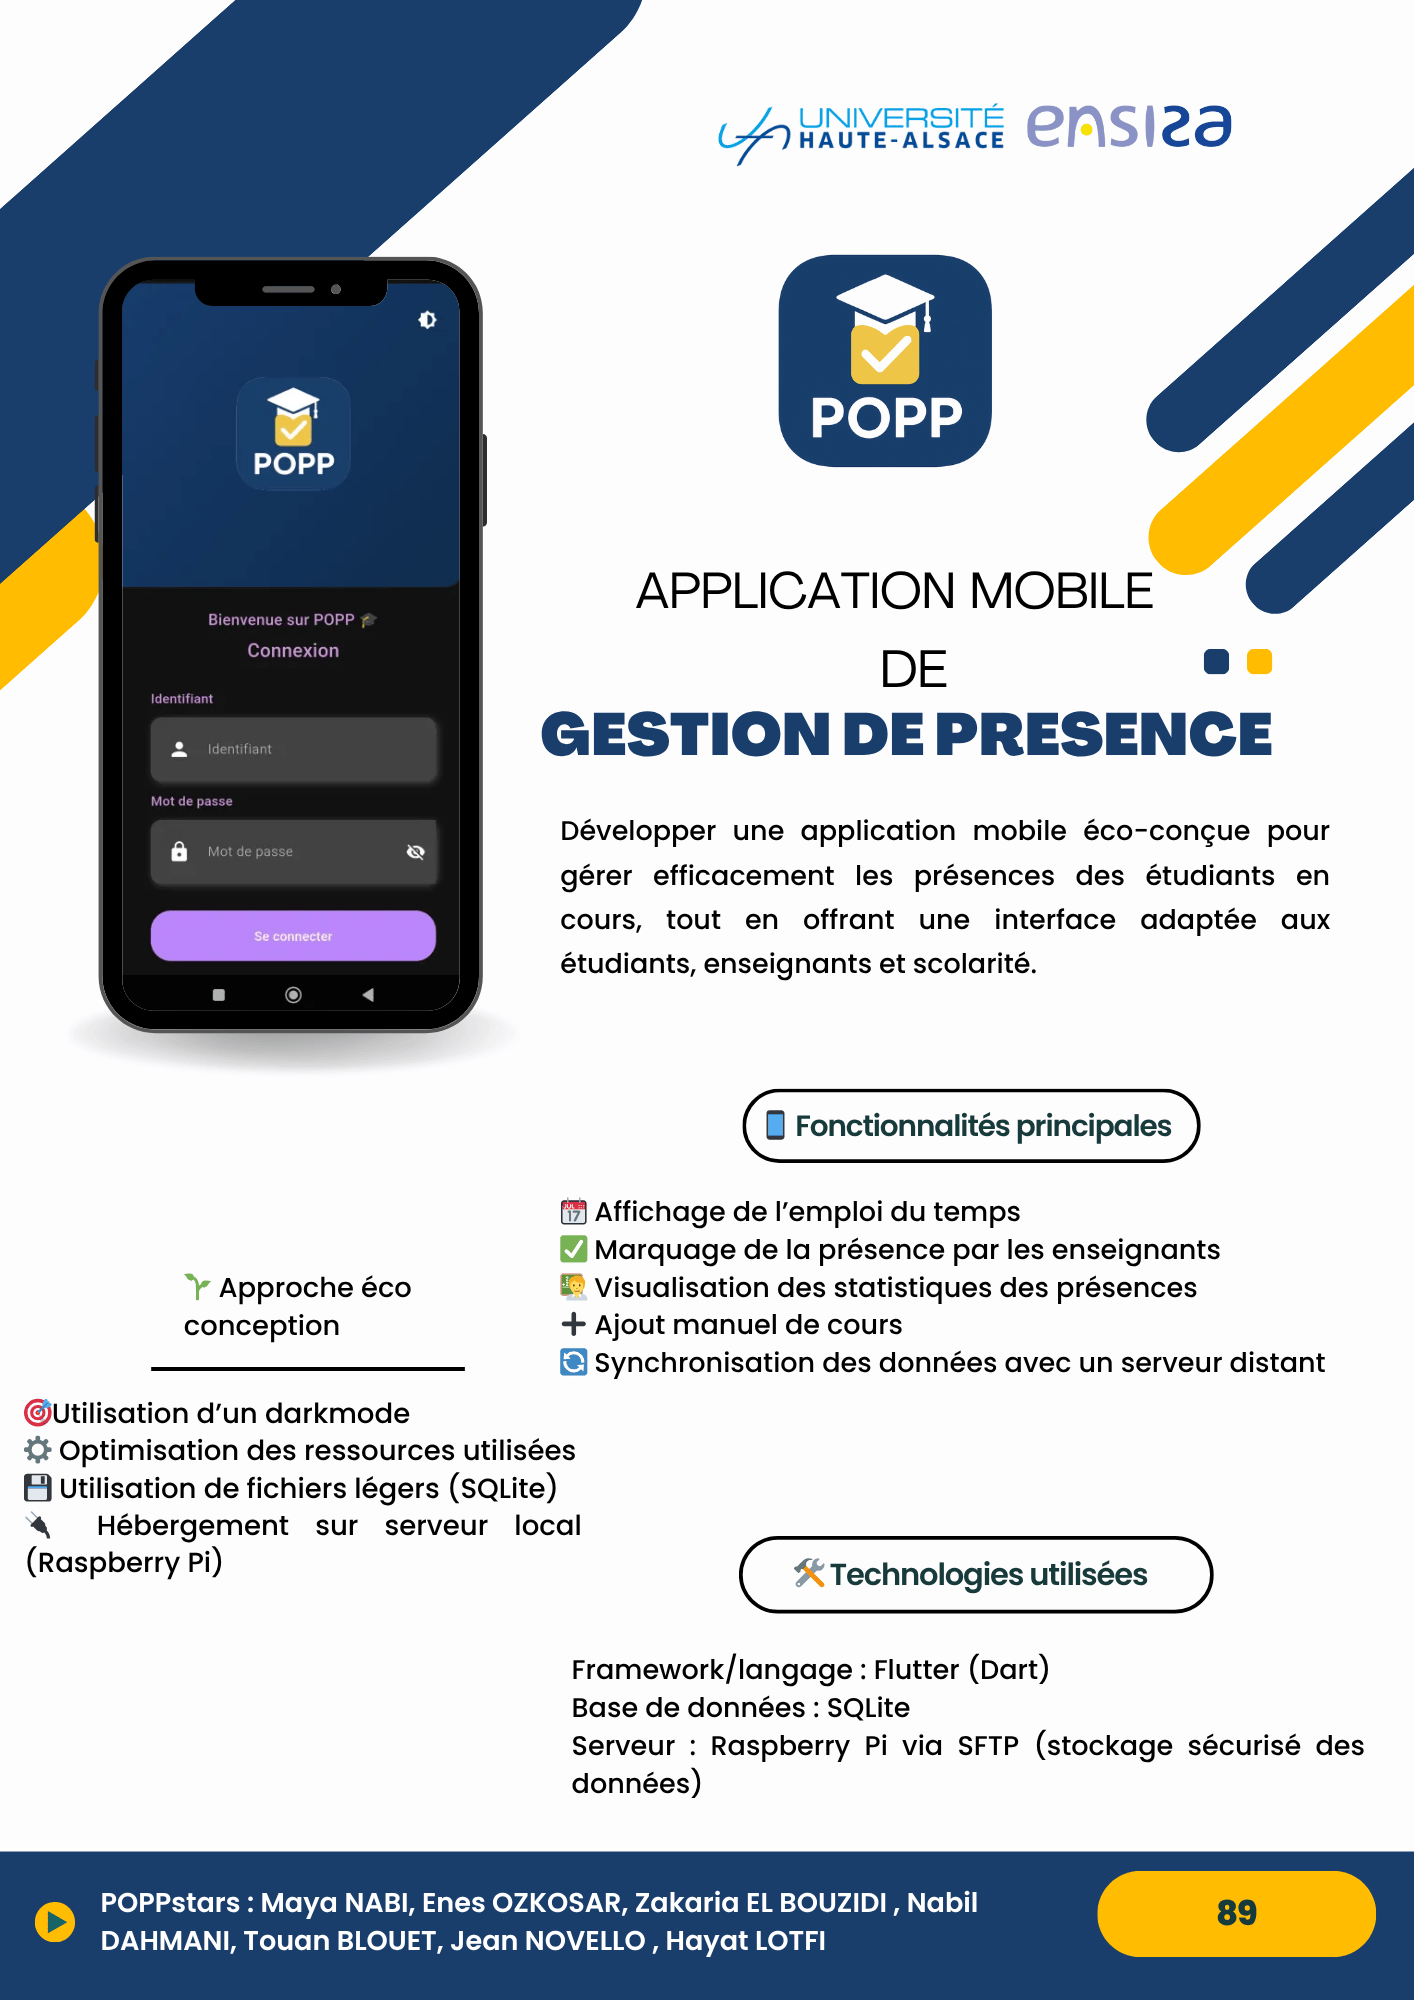 UNIVERSITÉ
HAUTE-ALSACE
ensisa
POPP
POPP
Bienvenue sur POPP 🎓
Connexion
Identifiant
Identifiant
Mot de passe
Mot de passe
Se connecter
APPLICATION MOBILE
DE
GESTION DE PRESENCE
Développer une application mobile éco-conçue pour
gérer efficacement les présences des étudiants en
cours, tout en offrant une interface adaptée aux
étudiants, enseignants et scolarité.
📱 Fonctionnalités principales
📅 Affichage de l’emploi du temps
✅ Marquage de la présence par les enseignants
🧑‍🏫 Visualisation des statistiques des présences
➕ Ajout manuel de cours
🔄 Synchronisation des données avec un serveur distant
🌱 Approche éco
conception
🎯Utilisation d’un darkmode
⚙️ Optimisation des ressources utilisées
💾 Utilisation de fichiers légers (SQLite)
🔌 Hébergement sur serveur local
(Raspberry Pi)
🛠️ Technologies utilisées
Framework/langage : Flutter (Dart)
Base de données : SQLite
Serveur : Raspberry Pi via SFTP (stockage sécurisé des
données)
POPPstars : Maya NABI, Enes OZKOSAR, Zakaria EL BOUZIDI , Nabil
DAHMANI, Touan BLOUET, Jean NOVELLO , Hayat LOTFI
89